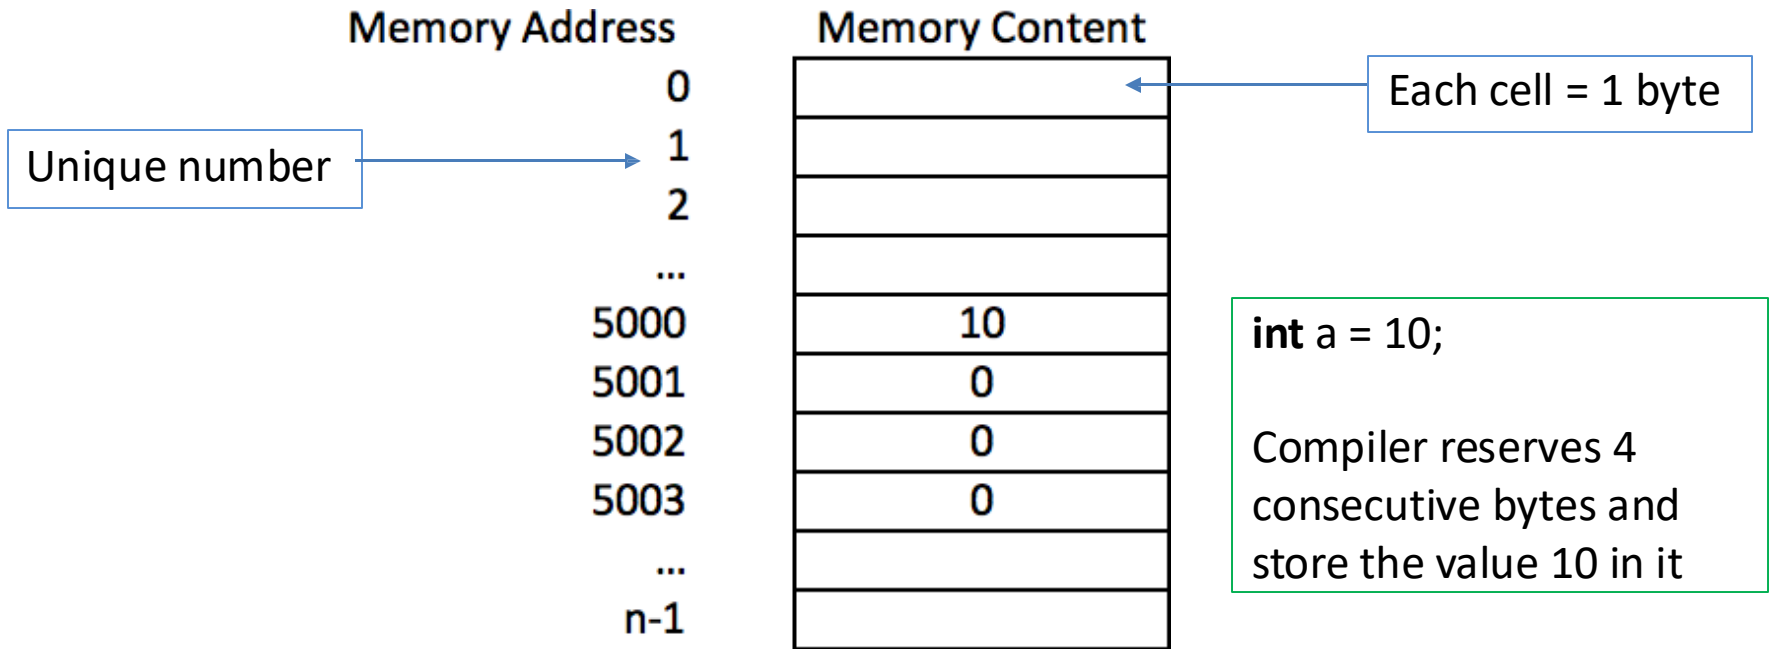 Memory Address Memory Content
0
Each cell = 1 byte
Unique number
1
2
...
5000 10
5001 0
5002 0
5003 0
...
n-1
int a = 10;
Compiler reserves 4
consecutive bytes and
store the value 10 in it